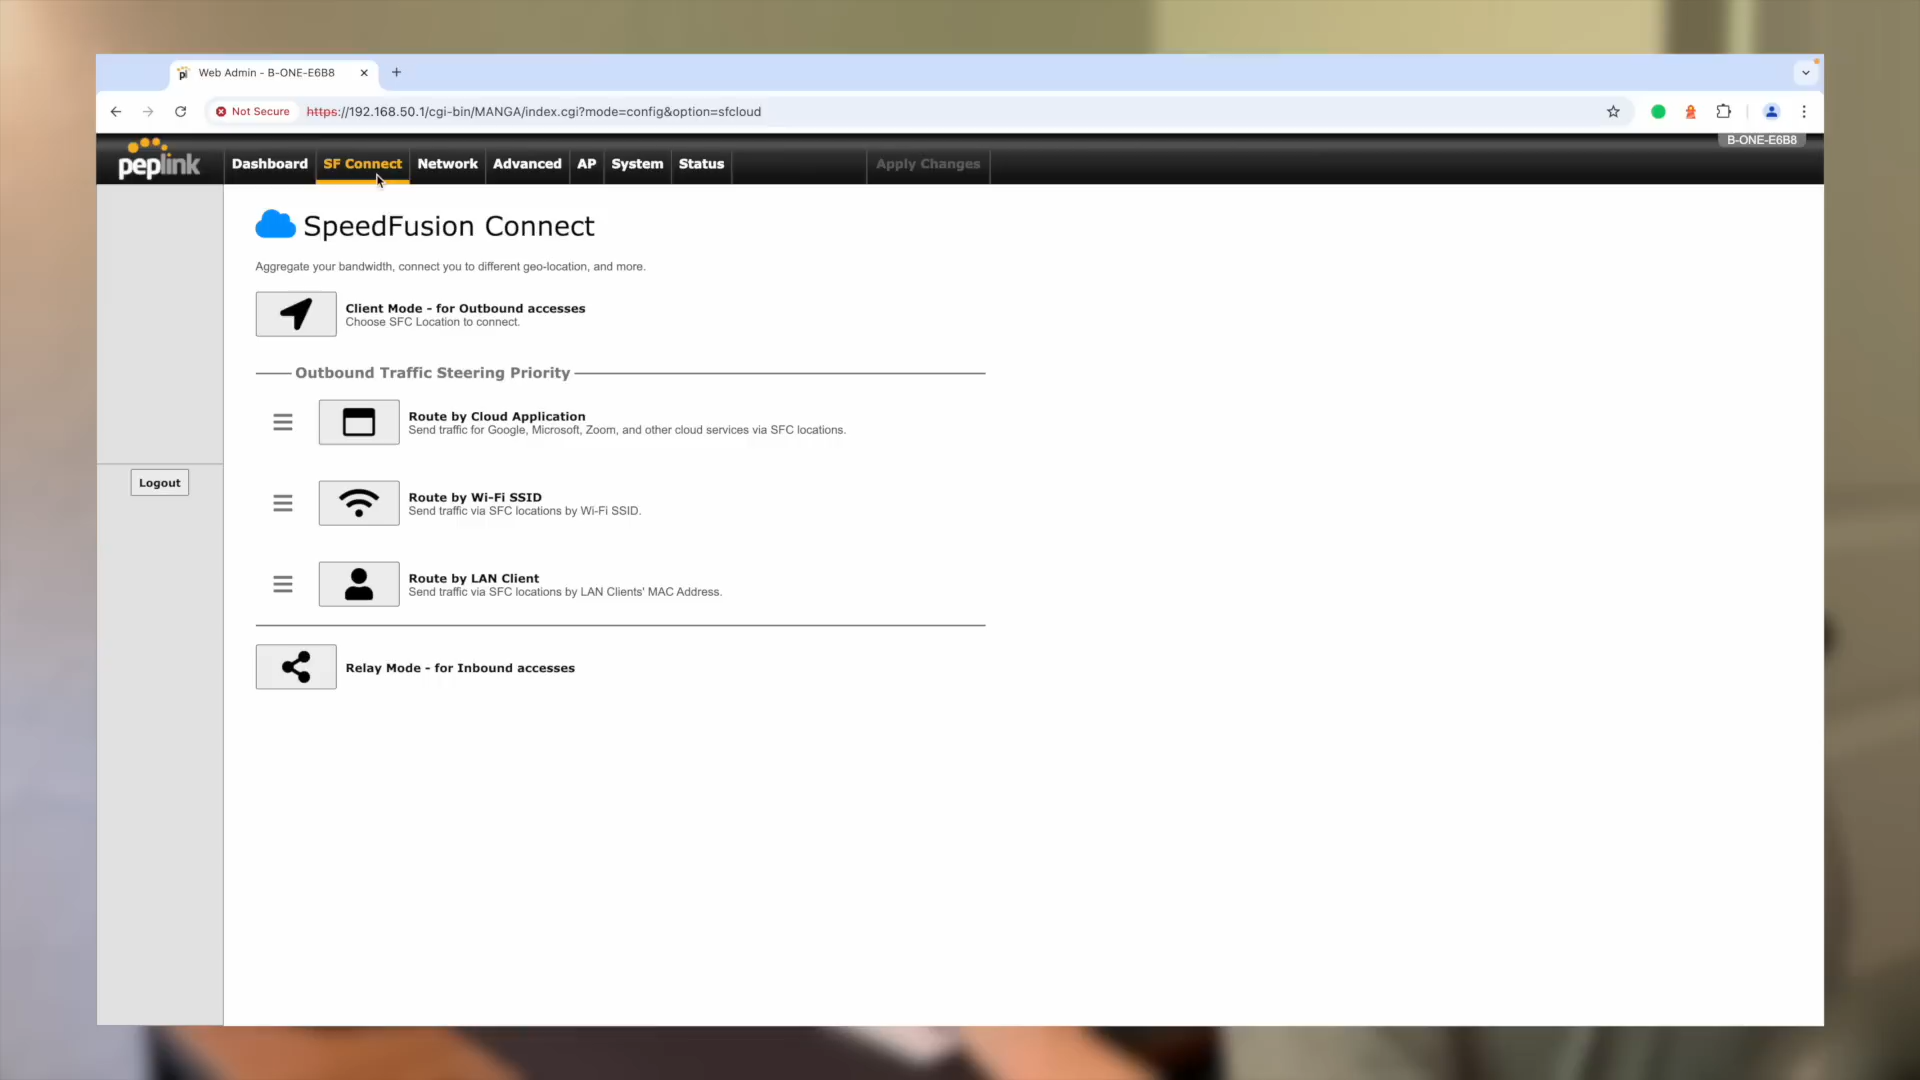 Web Admin - B-ONE-E6B8
Not Secure https://192.168.50.1/cgi-bin/MANGA/index.cgi?mode=config&option=sfcloud
B-ONE-E6B8
peplink Dashboard SF Connect Network Advanced AP System Status Apply Changes
SpeedFusion Connect
Aggregate your bandwidth, connect you to different geo-location, and more.
Client Mode - for Outbound accesses
Choose SFC Location to connect.
Outbound Traffic Steering Priority
Route by Cloud Application
Send traffic for Google, Microsoft, Zoom, and other cloud services via SFC locations.
Logout
Route by Wi-Fi SSID
Send traffic via SFC locations by Wi-Fi SSID.
Route by LAN Client
Send traffic via SFC locations by LAN Clients' MAC Address.
Relay Mode - for Inbound accesses